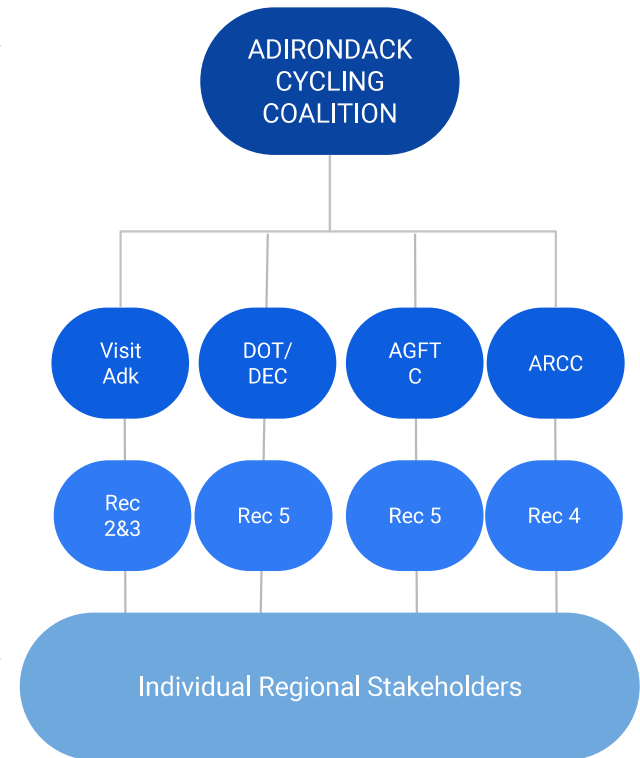 ADIRONDACK
CYCLING
COALITION
Visit
Adk
DOT/
DEC
AGFT
C
ARCC
Rec
2&3
Rec 5
Rec 5
Rec 4
Individual Regional Stakeholders